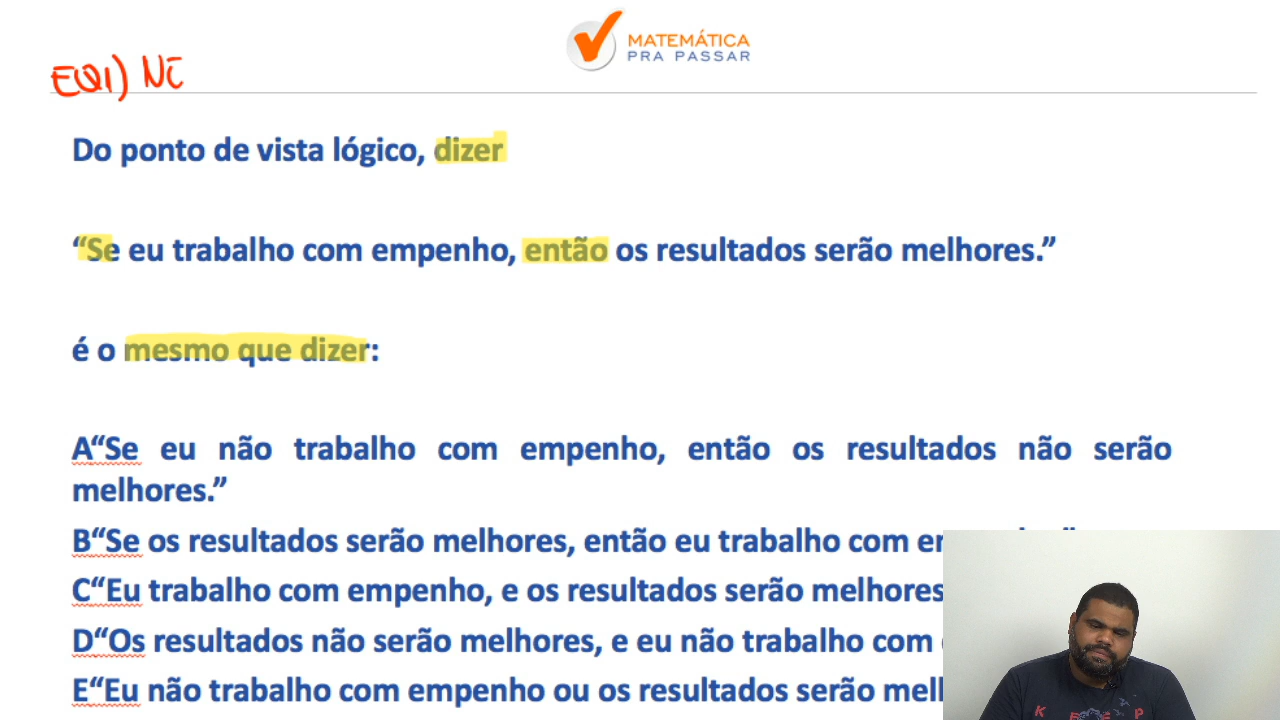 MATEMÁTICA
PRA PASSAR
EQ1) NE
Do ponto de vista lógico, dizer
“Se eu trabalho com empenho, então os resultados serão melhores.”
é o mesmo que dizer:
A“Se eu não trabalho com empenho, então os resultados não serão
melhores.”
B“Se os resultados serão melhores, então eu trabalho com
C“Eu trabalho com empenho, e os resultados serão melhores
D“Os resultados não serão melhores, e eu não trabalho com
E“Eu não trabalho com empenho ou os resultados serão
K E E P